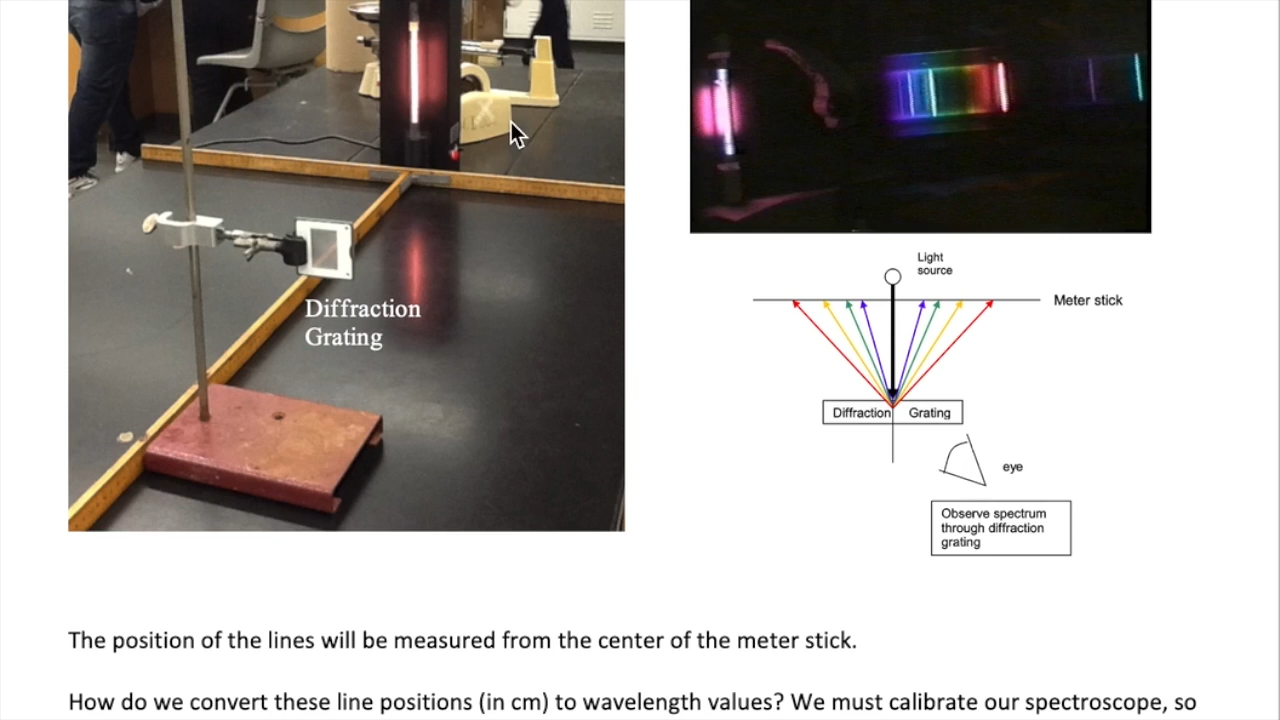 Diffraction
Grating
Light
source
Meter stick
Diffraction Grating
eye
Observe spectrum
through diffraction
grating
The position of the lines will be measured from the center of the meter stick.
How do we convert these line positions (in cm) to wavelength values? We must calibrate our spectroscope, so